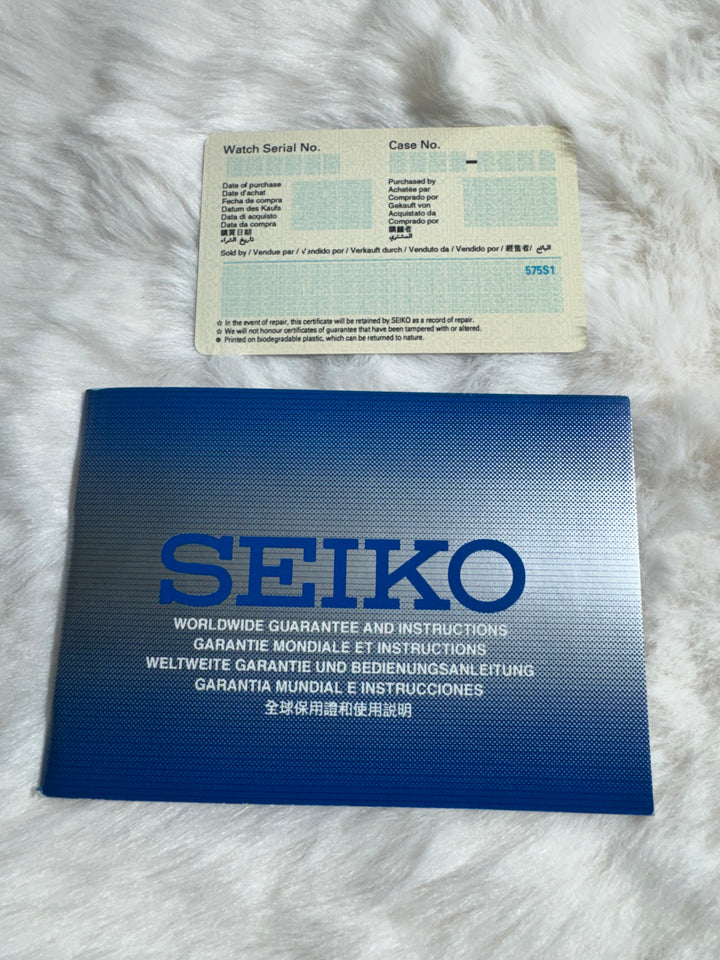 Watch Serial No.
Case No.
-
Date of purchase
Date d'achat
Fecha de compra
Datum des Kaufs
Data di acquisto
Data da compra
購買日期
تاريخ الشراء
Purchased by
Achetée par
Comprado por
Gekauft von
Acquistato da
Comprado por
購錶者
المشتري
Sold by / Vendue par / Vendido por / Verkauft durch / Venduto da / Vendido por / 經售者/ البائع
575S1
☆ In the event of repair, this certificate will be retained by SEIKO as a record of repair.
☆ We will not honour certificates of guarantee that have been tampered with or altered.
● Printed on biodegradable plastic, which can be returned to nature.
SEIKO
WORLDWIDE GUARANTEE AND INSTRUCTIONS
GARANTIE MONDIALE ET INSTRUCTIONS
WELTWEITE GARANTIE UND BEDIENUNGSANLEITUNG
GARANTIA MUNDIAL E INSTRUCCIONES
全球保用證和使用説明